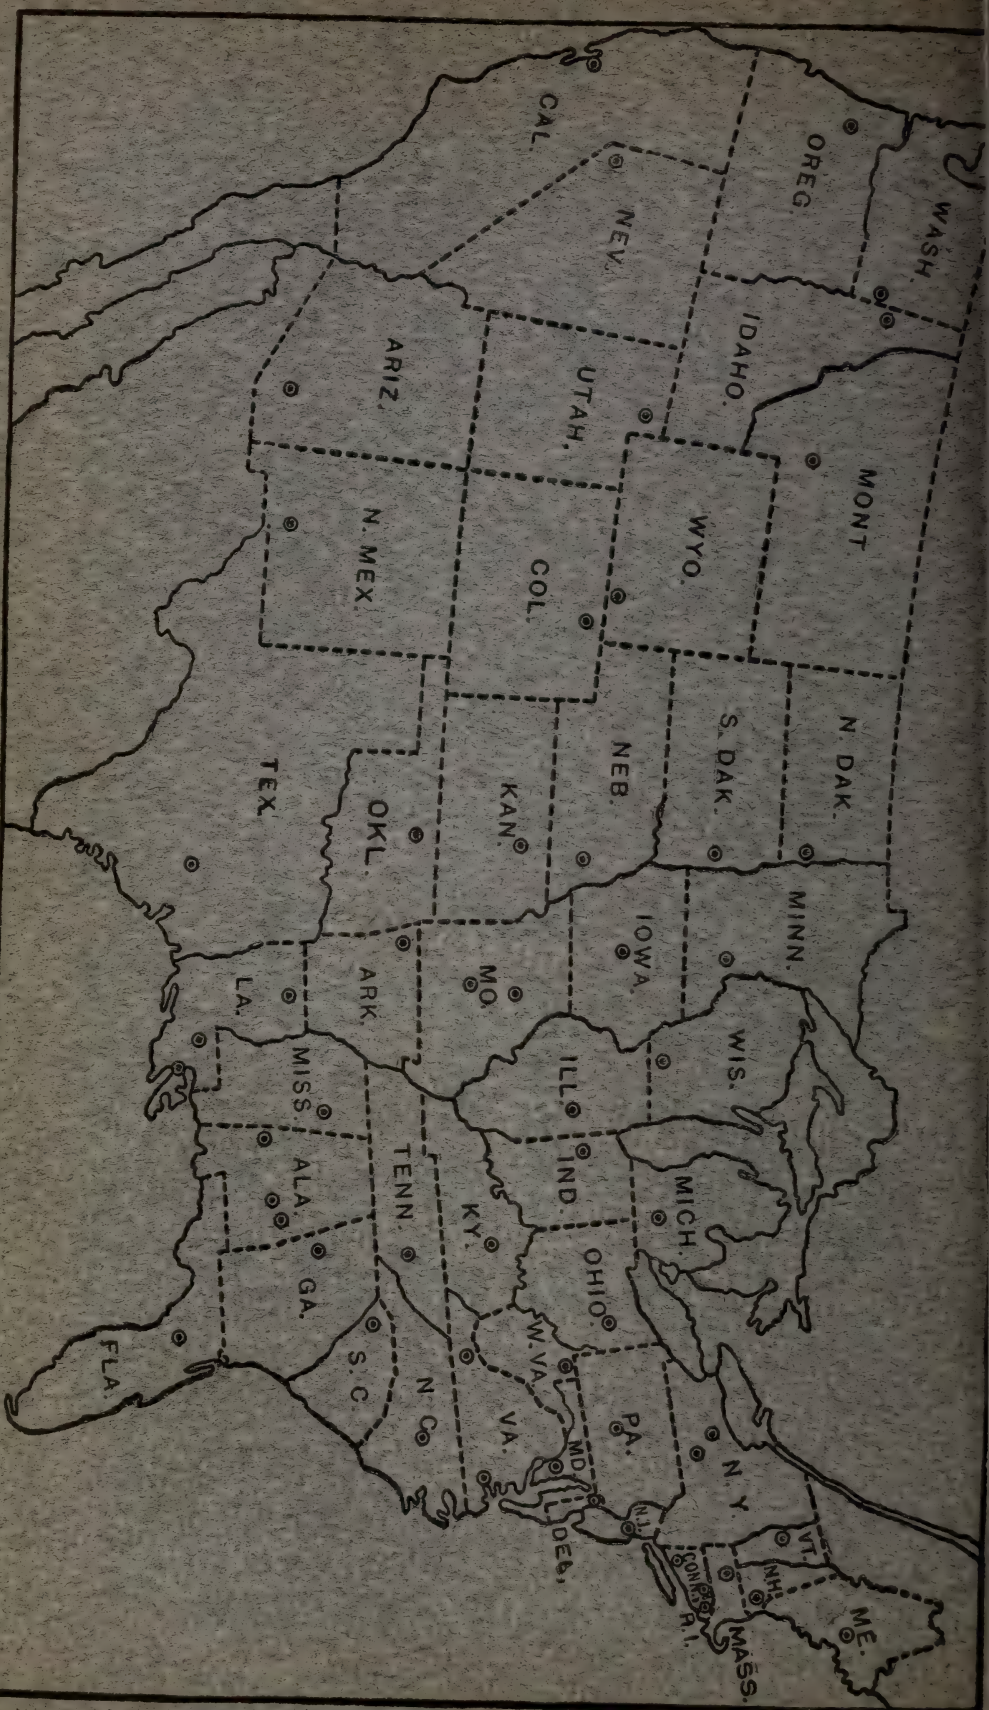 WASH.
OREG.
CAL.
NEV.
IDAHO.
MONT
WYO.
UTAH.
ARIZ.
COL.
N. MEX.
N. DAK.
S. DAK.
NEB.
KAN.
OKL.
TEX.
MINN.
IOWA.
MO.
ARK.
LA.
WIS.
ILL.
MICH.
IND.
OHIO.
KY.
TENN.
MISS.
ALA.
GA.
FLA.
S. C
N C.
VA.
W. VA.
PA.
MD.
DEL,
N.J.
N. Y.
CONN.
R.I.
MASS.
VT.
N.H.
ME.